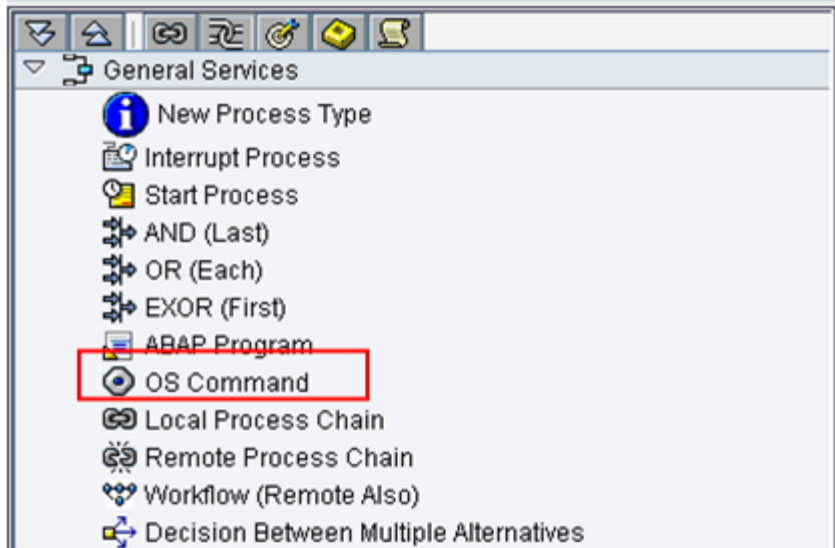 General Services
New Process Type
Interrupt Process
Start Process
AND (Last)
OR (Each)
EXOR (First)
ABAP Program
OS Command
Local Process Chain
Remote Process Chain
Workflow (Remote Also)
Decision Between Multiple Alternatives